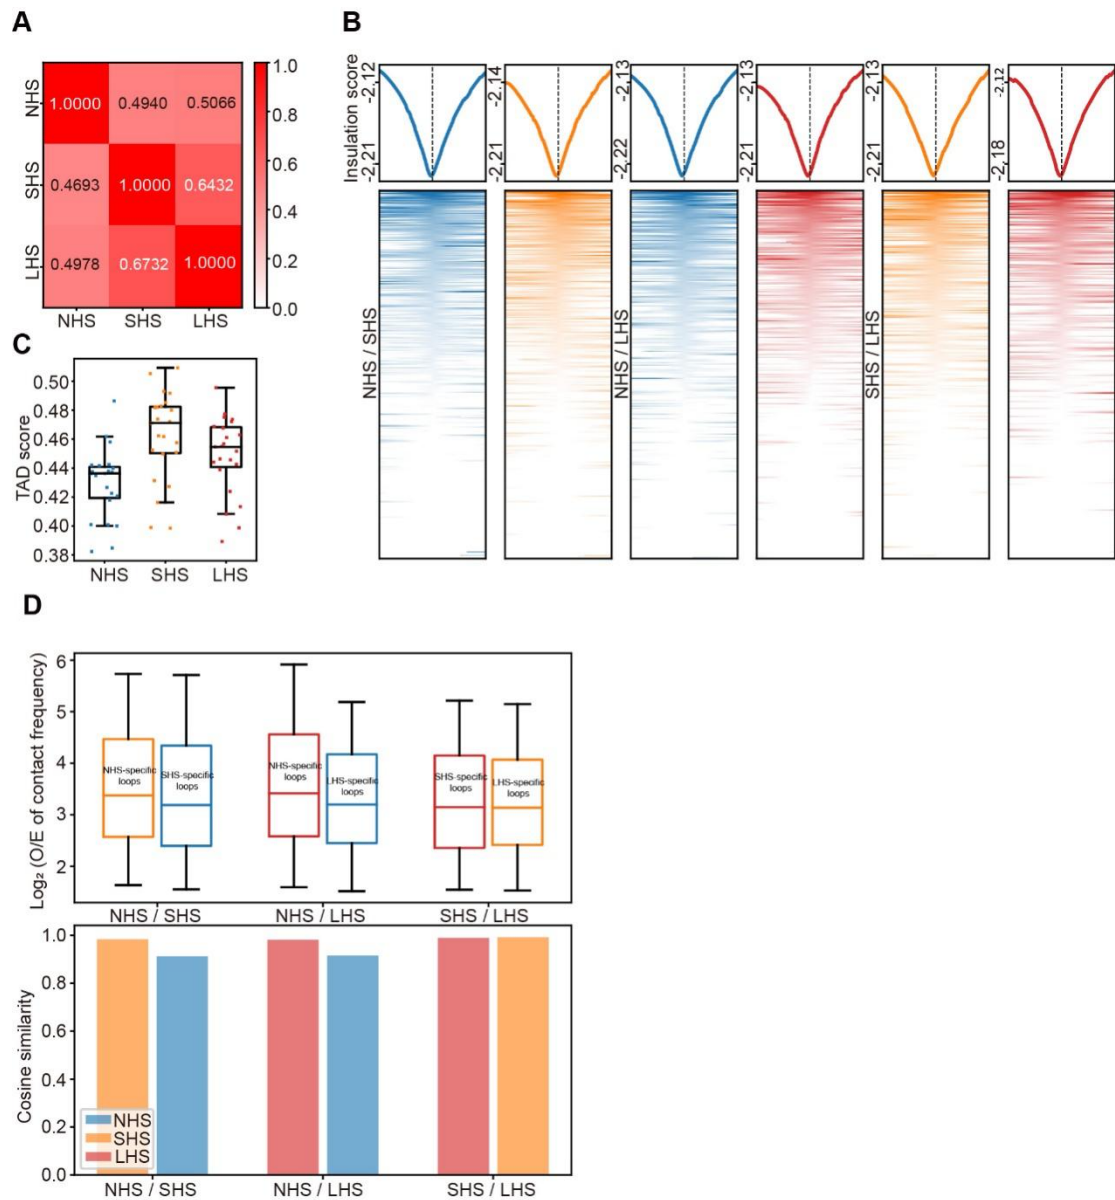 A
NHS
SHS
LHS
1.0000 0.4940 0.5066
0.4693 1.0000 0.6432
0.4978 0.6732 1.0000
NHS SHS LHS
1.0
0.8
0.6
0.4
0.2
0.0
B
Insulation score
-2,12
-2,21
-2,14
-2,21
-2,13
-2,22
-2,13
-2,21
-2,13
-2,21
-2,12
-2,18
NHS / SHS
NHS / LHS
SHS / LHS
C
TAD score
0.50
0.48
0.46
0.44
0.42
0.40
0.38
NHS SHS LHS
D
Log₂ (O/E of contact frequency)
6
5
4
3
2
NHS-specific
loops
SHS-specific
loops
NHS-specific
loops
LHS-specific
loops
SHS-specific
loops
LHS-specific
loops
NHS / SHS NHS / LHS SHS / LHS
Cosine similarity
1.0
0.8
0.6
0.4
0.2
0.0
NHS
SHS
LHS
NHS / SHS NHS / LHS SHS / LHS